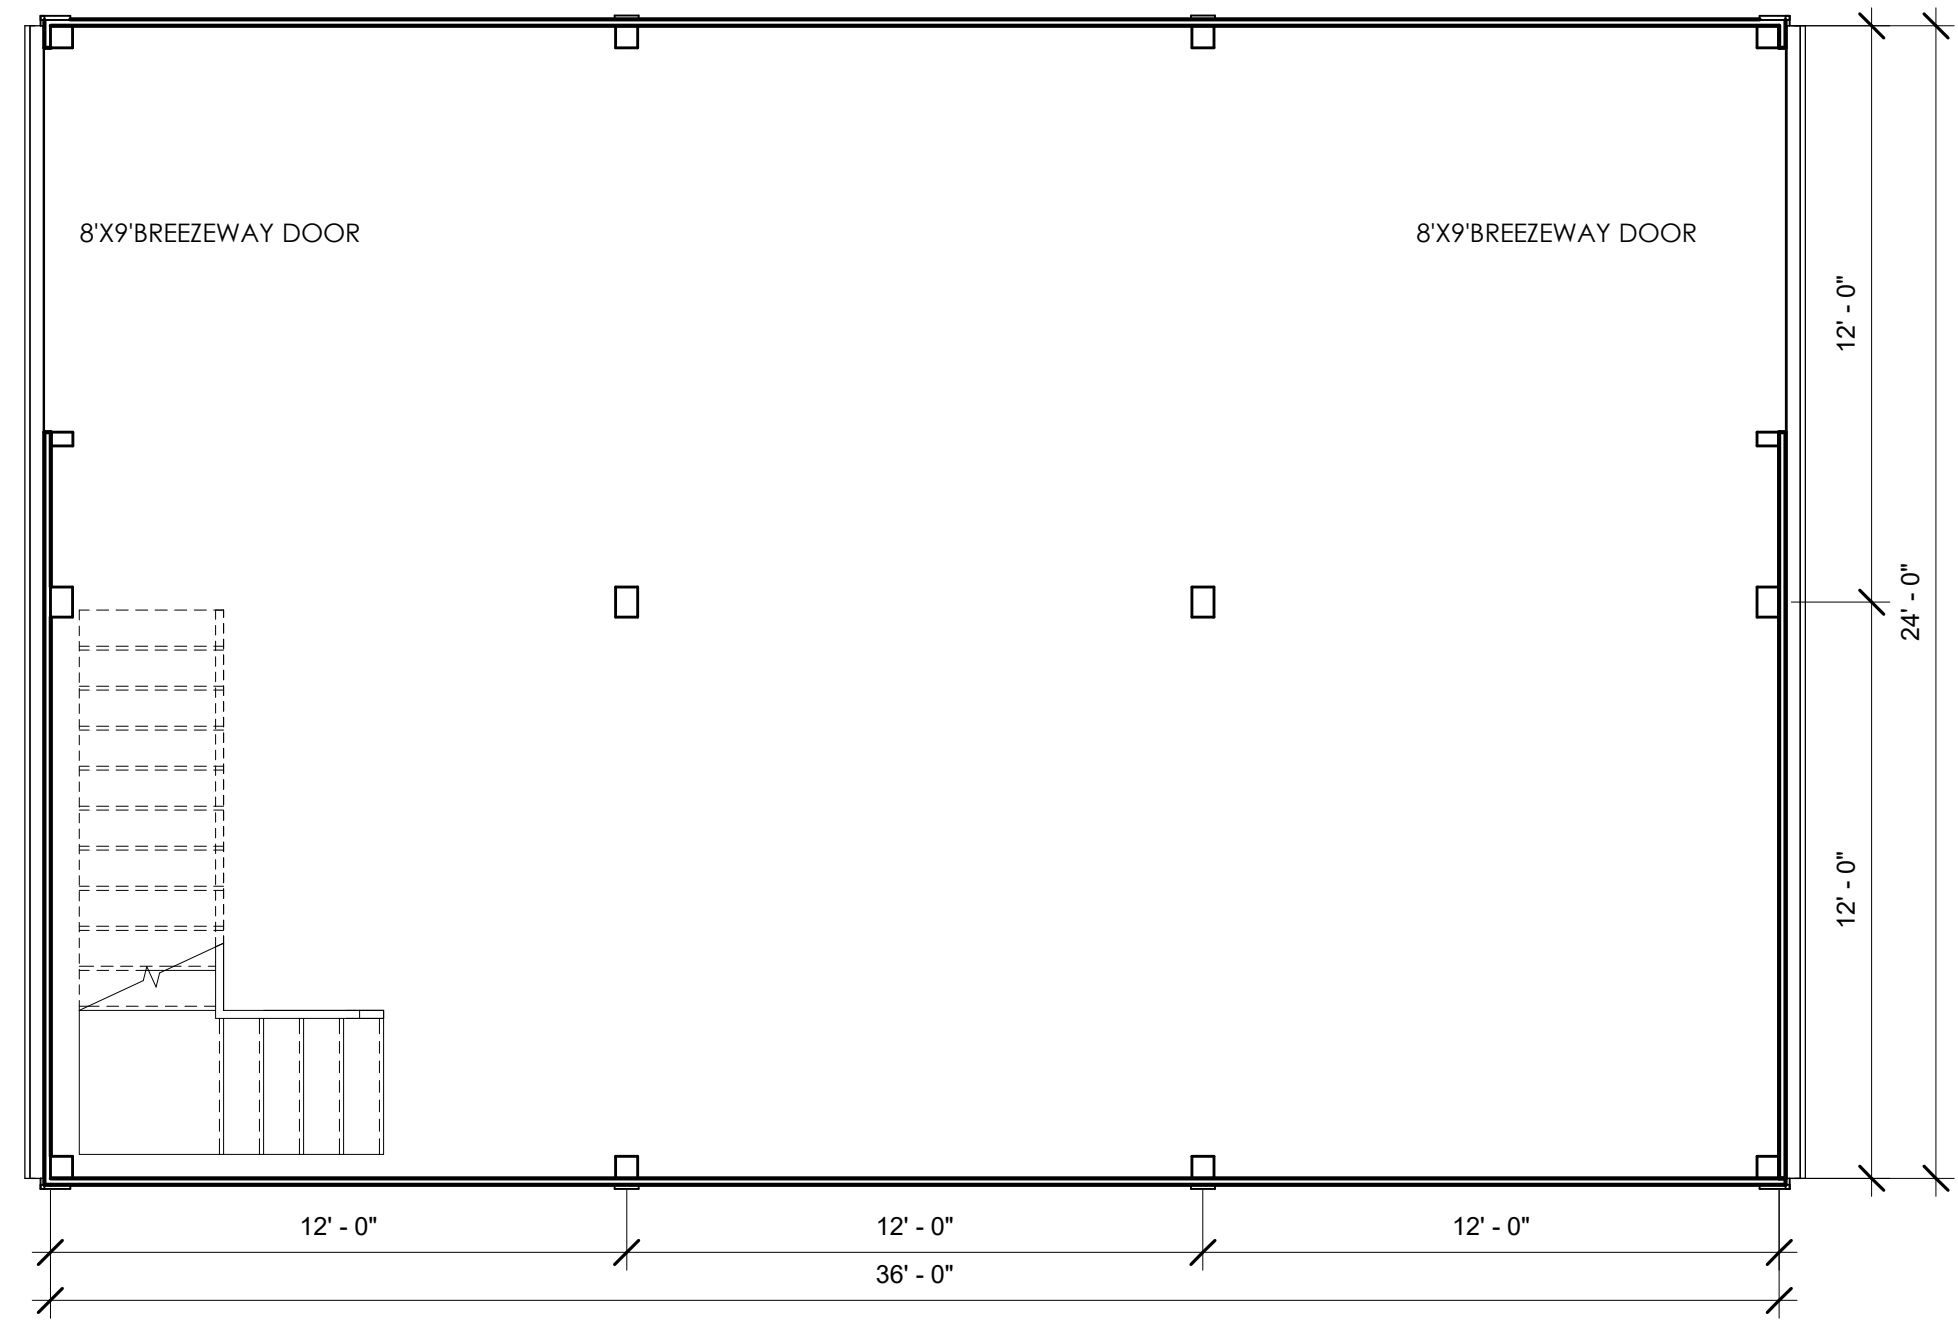 8'X9'BREEZEWAY DOOR
8'X9'BREEZEWAY DOOR
12' - 0"
24' - 0"
12' - 0"
12' - 0"
12' - 0"
12' - 0"
36' - 0"